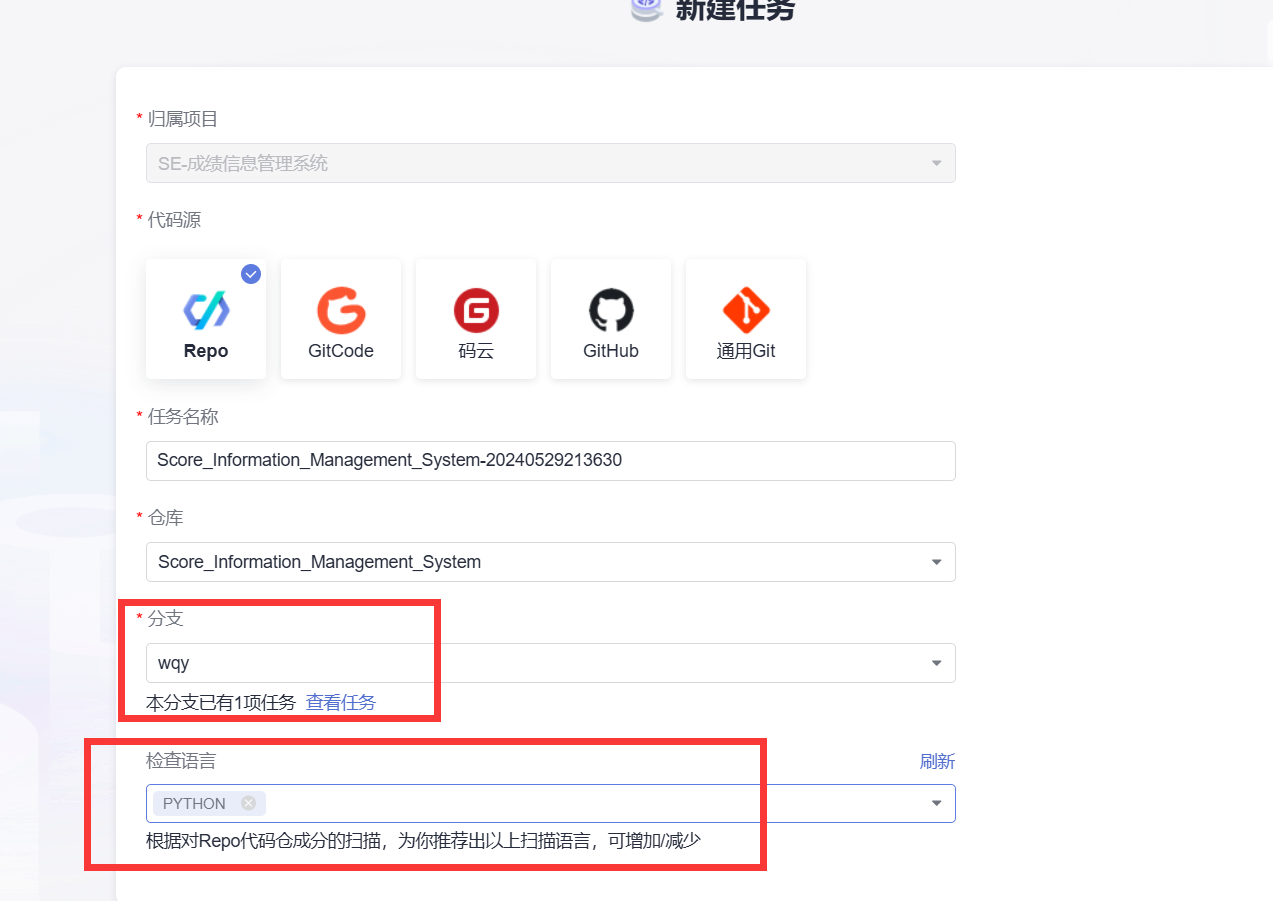 新建任务
* 归属项目
SE-成绩信息管理系统
* 代码源
Repo
GitCode
码云
GitHub
通用Git
* 任务名称
Score_Information_Management_System-20240529213630
* 仓库
Score_Information_Management_System
* 分支
wqy
本分支已有1项任务 查看任务
检查语言 刷新
PYTHON
根据对Repo代码仓成分的扫描，为你推荐出以上扫描语言，可增加/减少